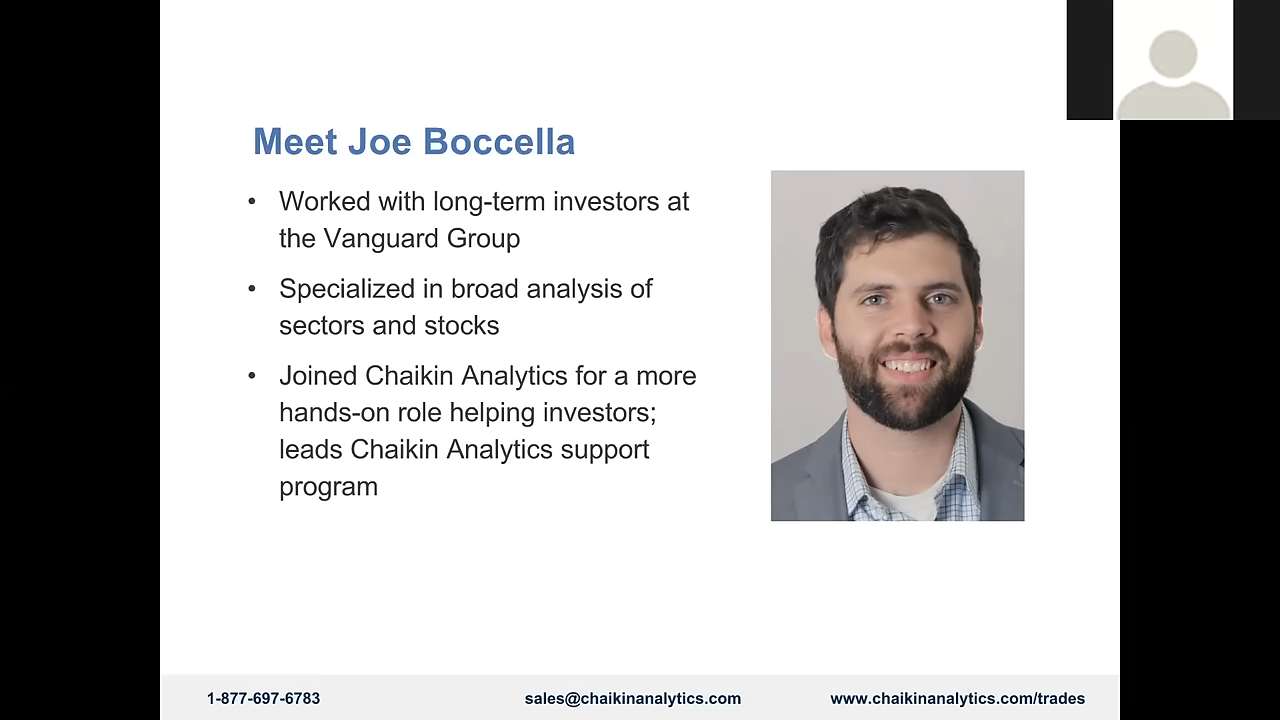 Meet Joe Boccella
• Worked with long-term investors at
the Vanguard Group
• Specialized in broad analysis of
sectors and stocks
• Joined Chaikin Analytics for a more
hands-on role helping investors;
leads Chaikin Analytics support
program
1-877-697-6783 sales@chaikinanalytics.com www.chaikinanalytics.com/trades